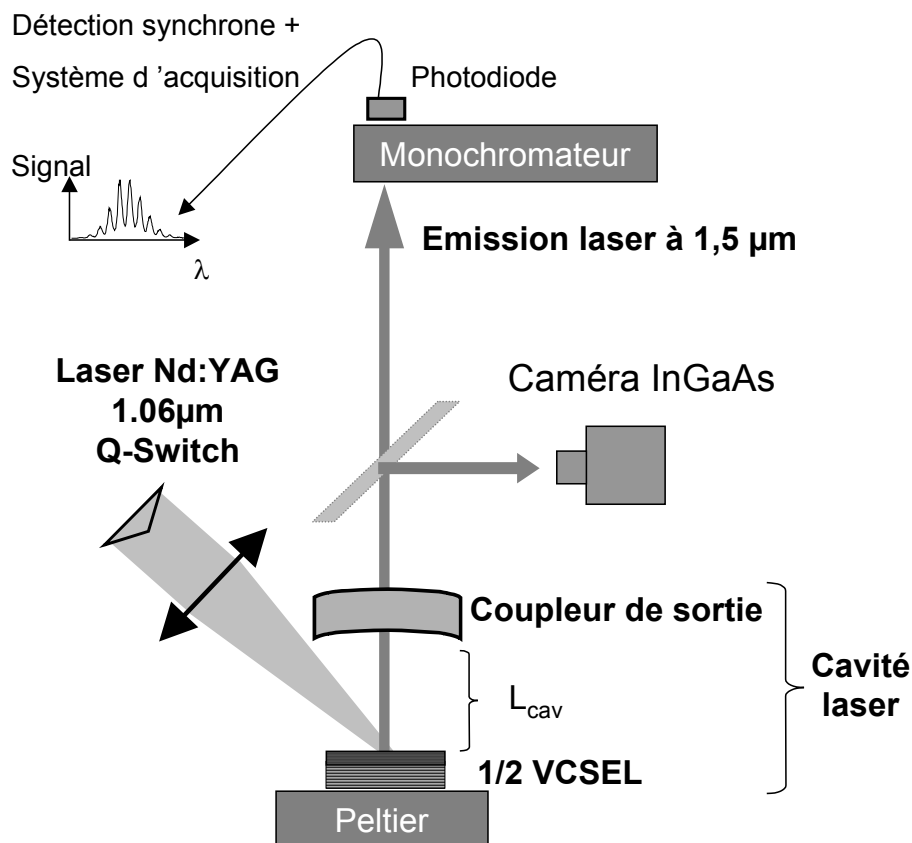 Détection synchrone +
Système d ’acquisition
Photodiode
Monochromateur
Signal
λ
Emission laser à 1,5 µm
Laser Nd:YAG
1.06µm
Q-Switch
Caméra InGaAs
Coupleur de sortie
Cavité
laser
Lcav
1/2 VCSEL
Peltier